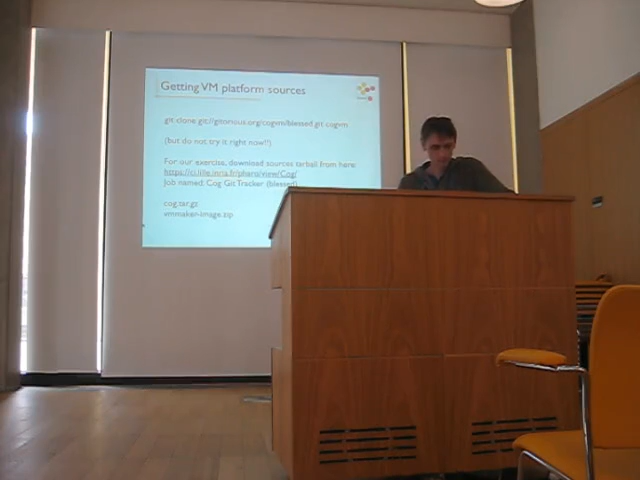 Getting VM platform sources
git clone git://gitorious.org/cogvm/blessed.git cogvm
(but do not try it right now!')
For our exercise, download sources tarball from here:
https://ci.lille.inria.fr/pharo/view/Cog/
Job named: Cog Git Tracker (blessed)
cog.tar.gz
vmmaker-image.zip